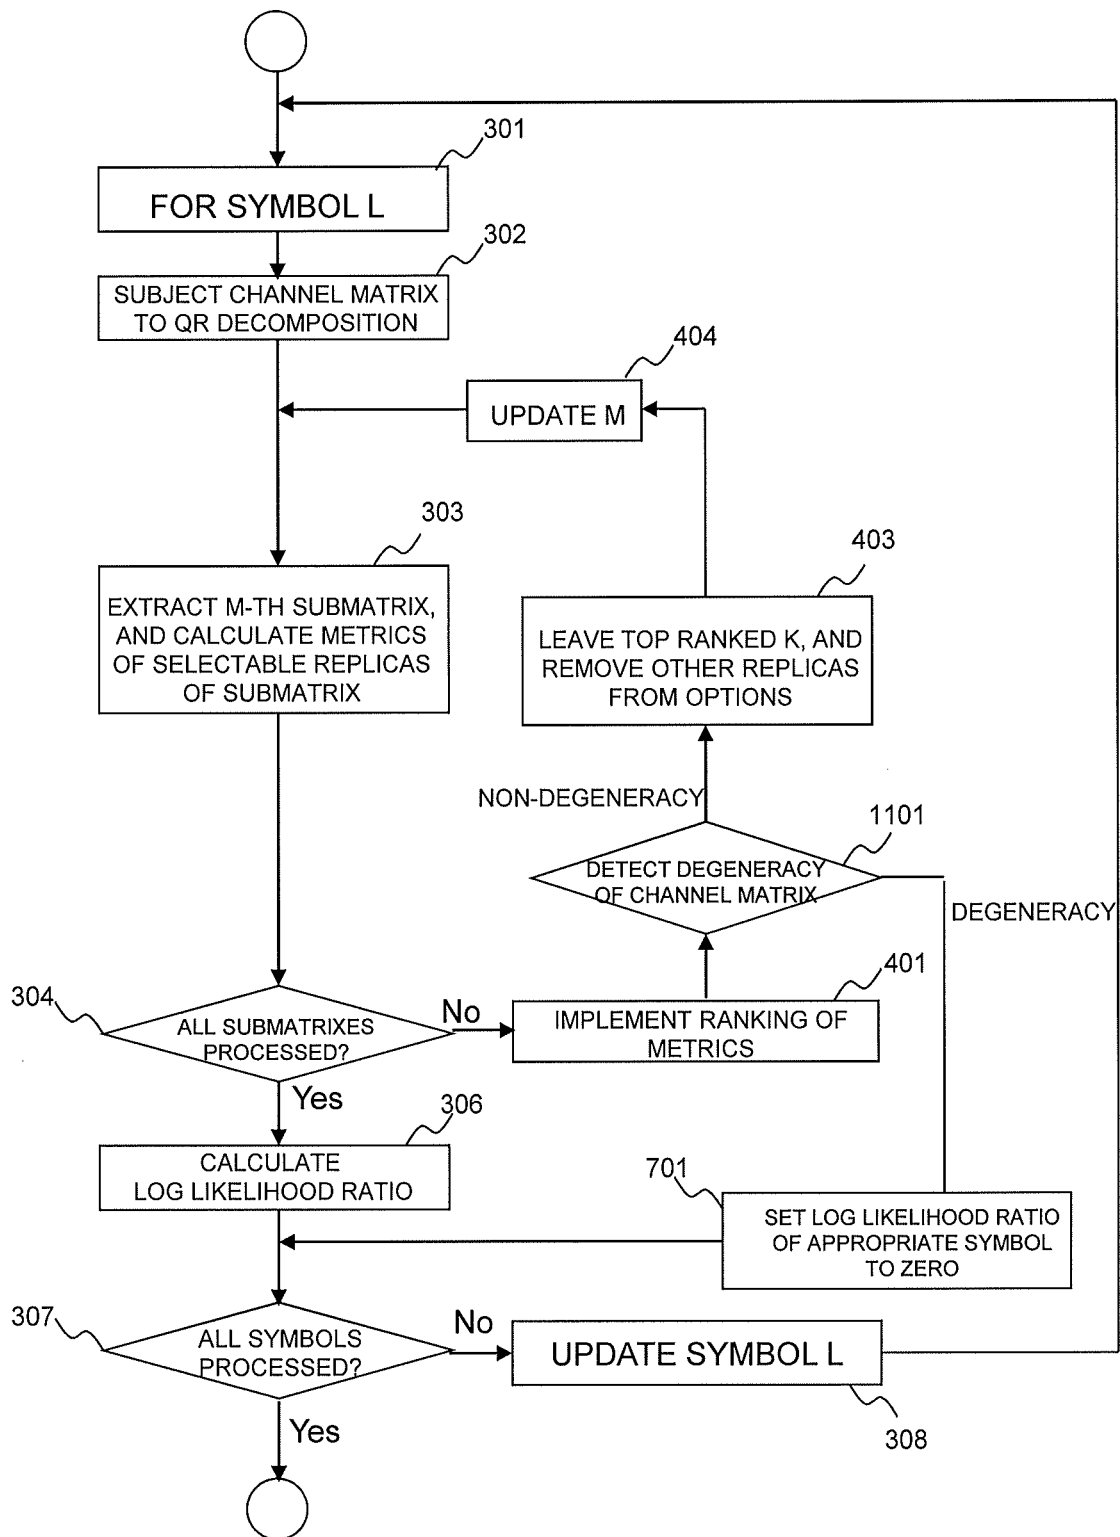 301
FOR SYMBOL L
302
SUBJECT CHANNEL MATRIX
TO QR DECOMPOSITION
404
UPDATE M
303
EXTRACT M-TH SUBMATRIX,
AND CALCULATE METRICS
OF SELECTABLE REPLICAS
OF SUBMATRIX
403
LEAVE TOP RANKED K, AND
REMOVE OTHER REPLICAS
FROM OPTIONS
NON-DEGENERACY
1101
DETECT DEGENERACY
OF CHANNEL MATRIX
DEGENERACY
401
IMPLEMENT RANKING OF
METRICS
304
ALL SUBMATRIXES
PROCESSED?
No
Yes
306
CALCULATE
LOG LIKELIHOOD RATIO
701
SET LOG LIKELIHOOD RATIO
OF APPROPRIATE SYMBOL
TO ZERO
307
ALL SYMBOLS
PROCESSED?
No
UPDATE SYMBOL L
308
Yes